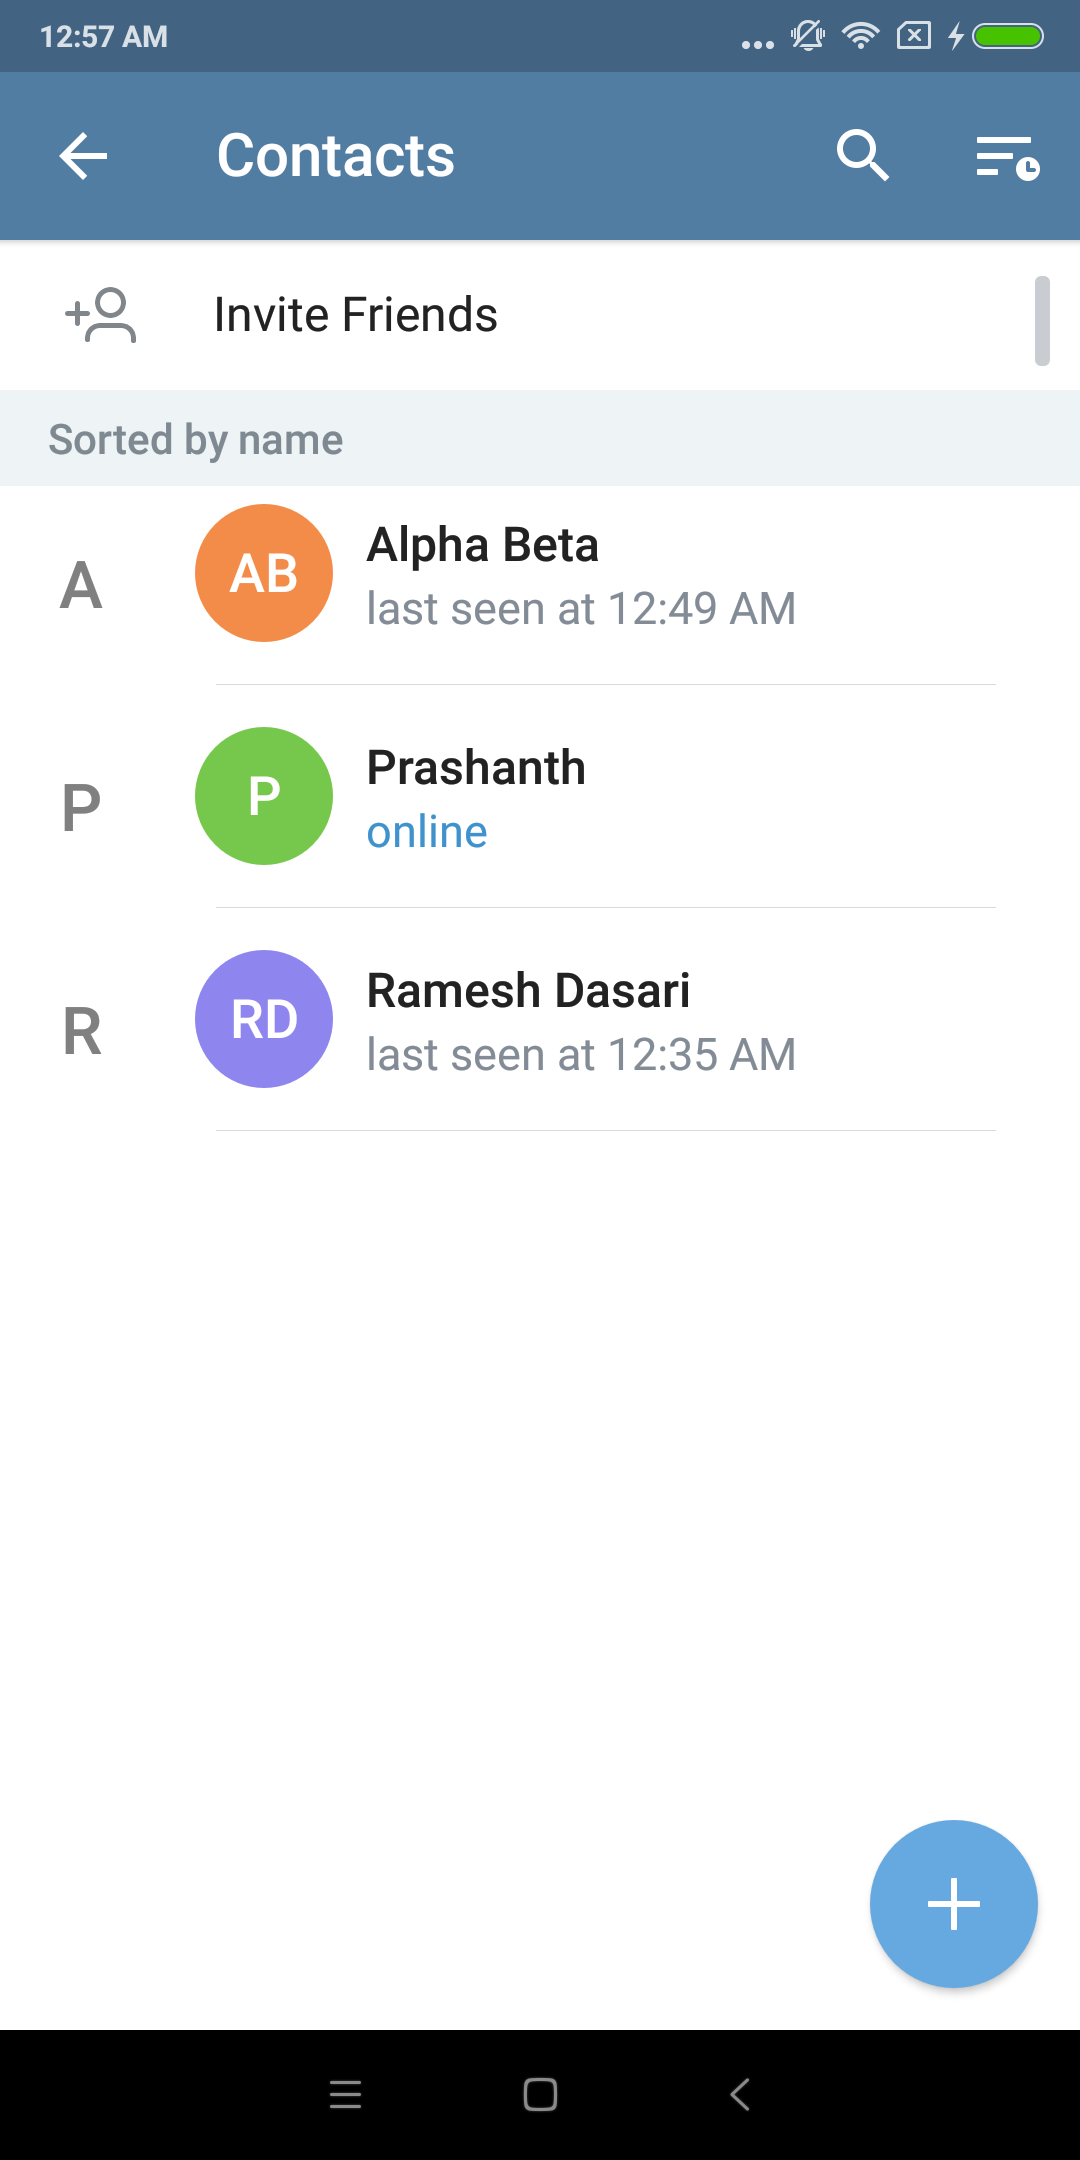 12:57 AM
Contacts
Invite Friends
Sorted by name
A
AB
Alpha Beta
last seen at 12:49 AM
P
P
Prashanth
online
R
RD
Ramesh Dasari
last seen at 12:35 AM